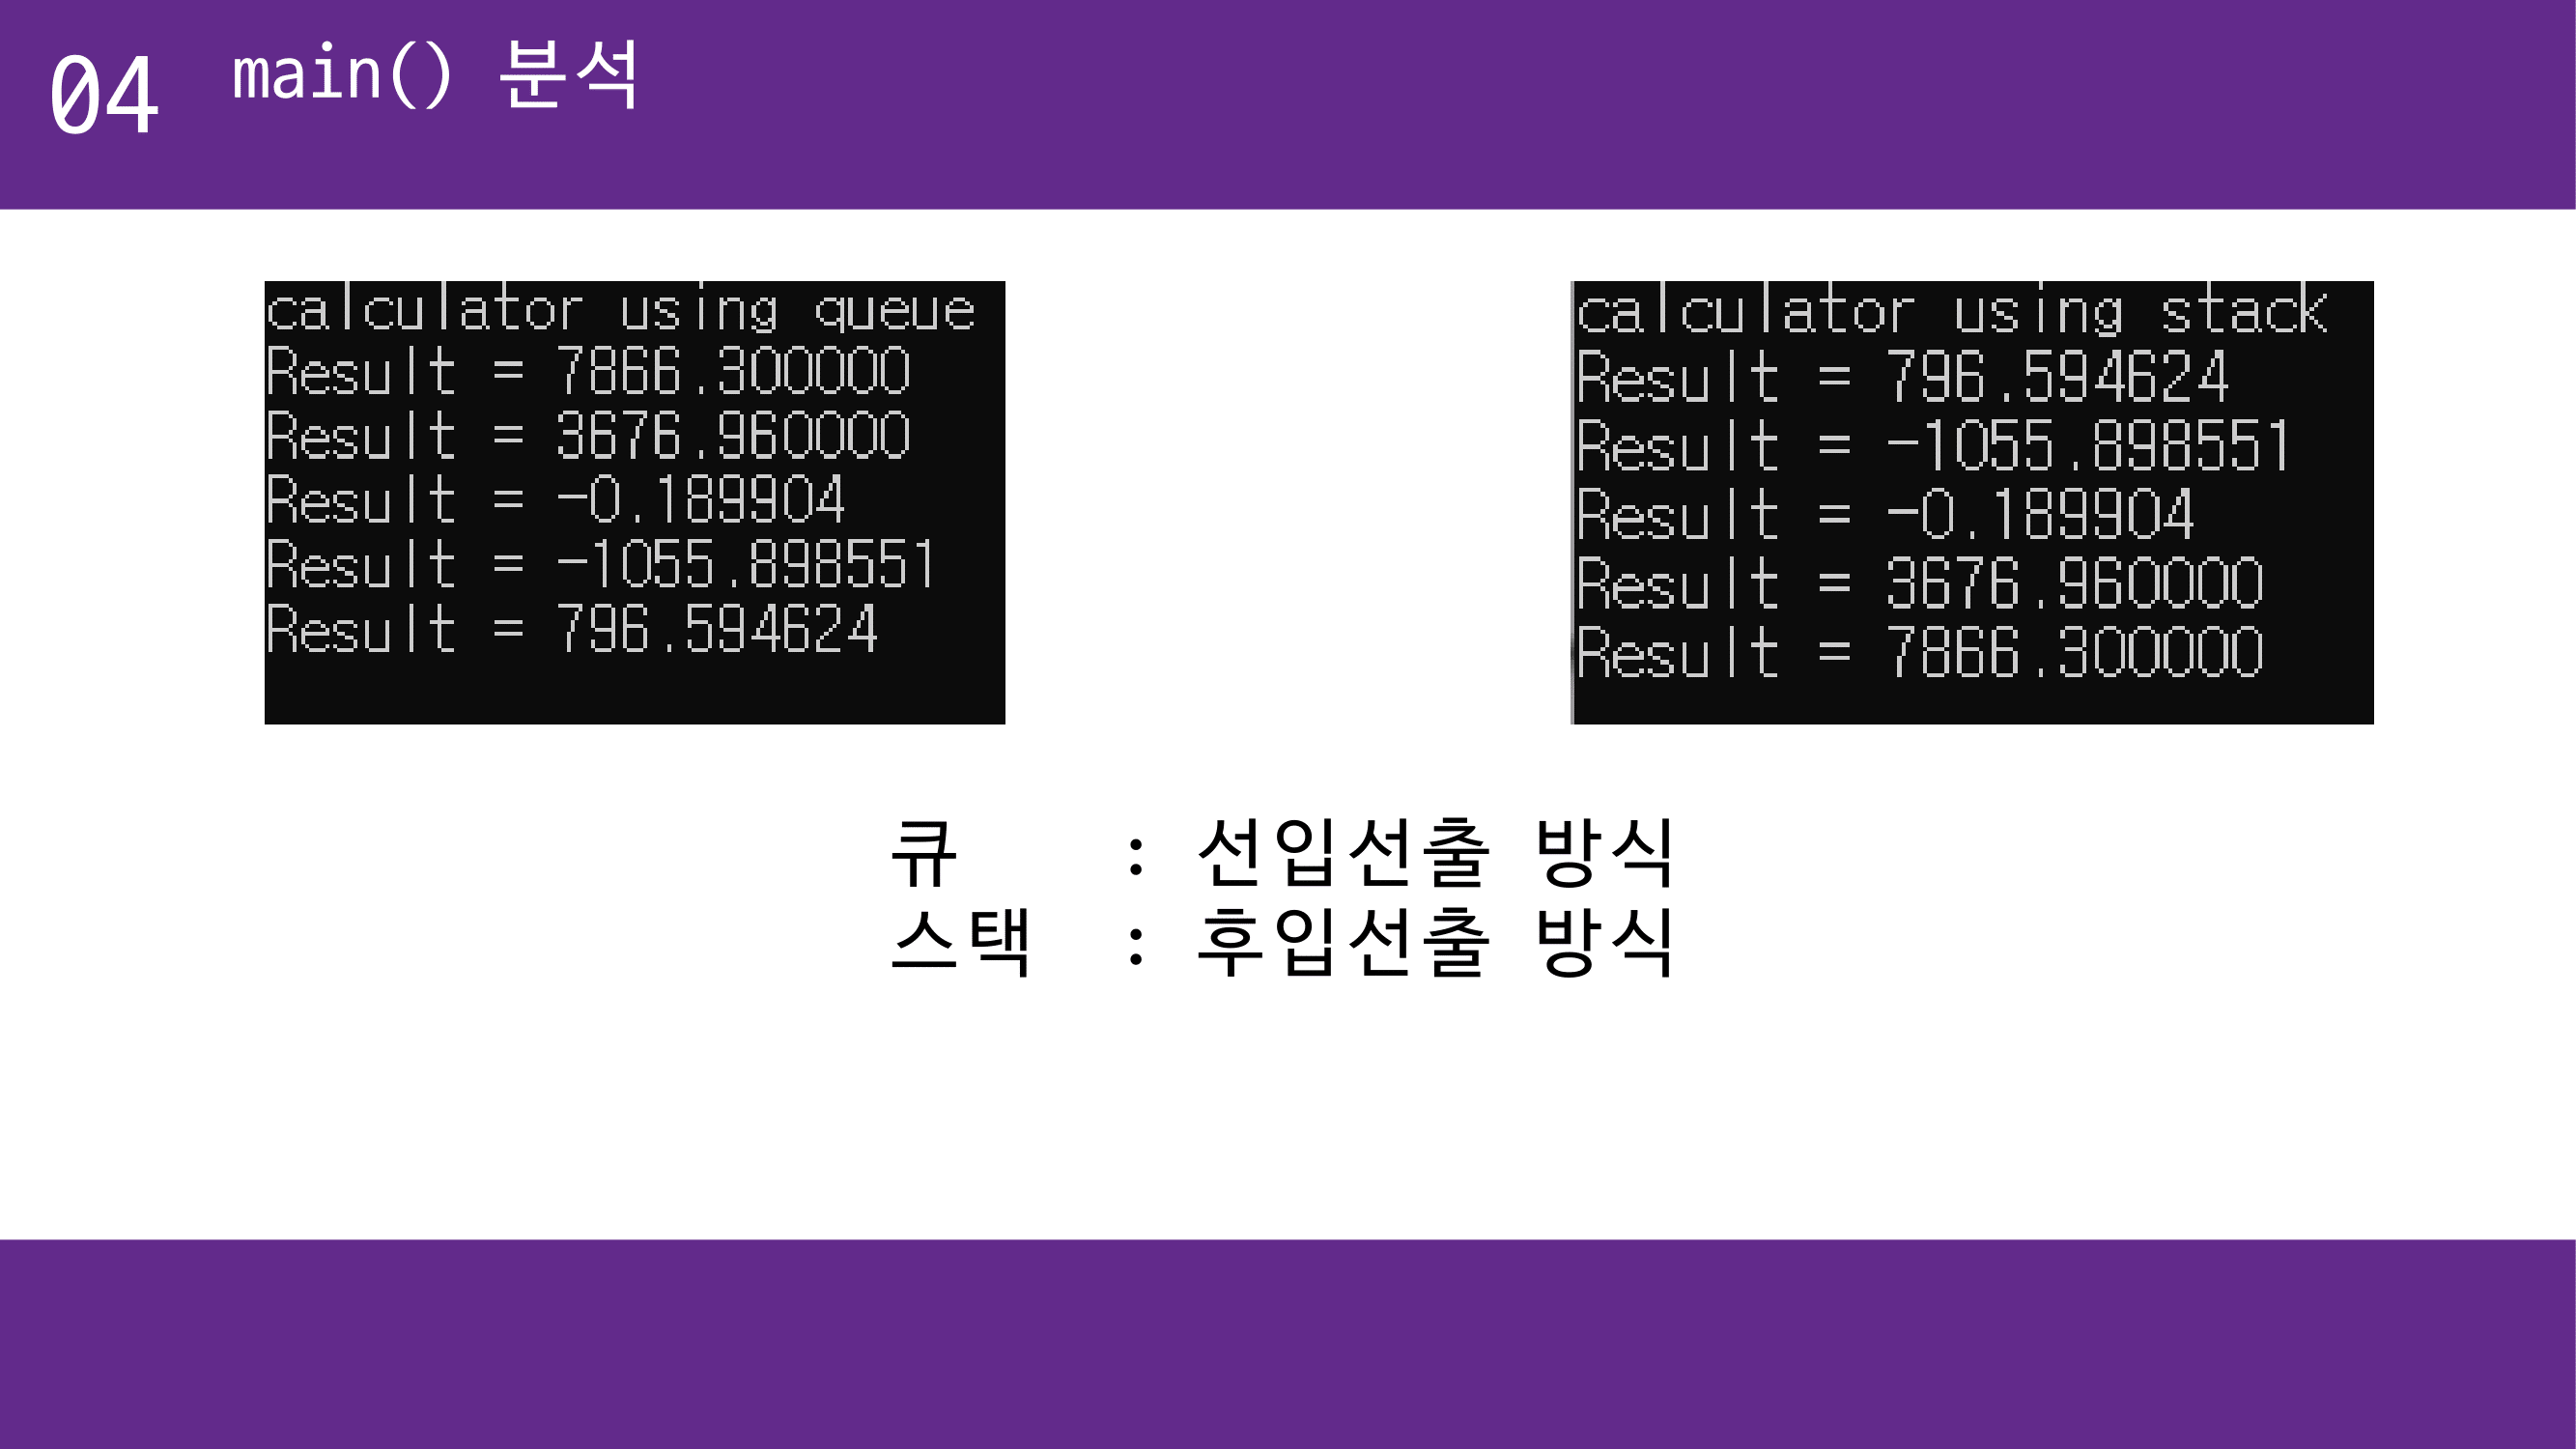 04
main() 분석
calculator using queue
Result = 7866.300000
Result = 3676.960000
Result = -0.189904
Result = -1055.898551
Result = 796.594624
calculator using stack
Result = 796.594624
Result = -1055.898551
Result = -0.189904
Result = 3676.960000
Result = 7866.300000
큐 : 선입선출 방식
스택 : 후입선출 방식